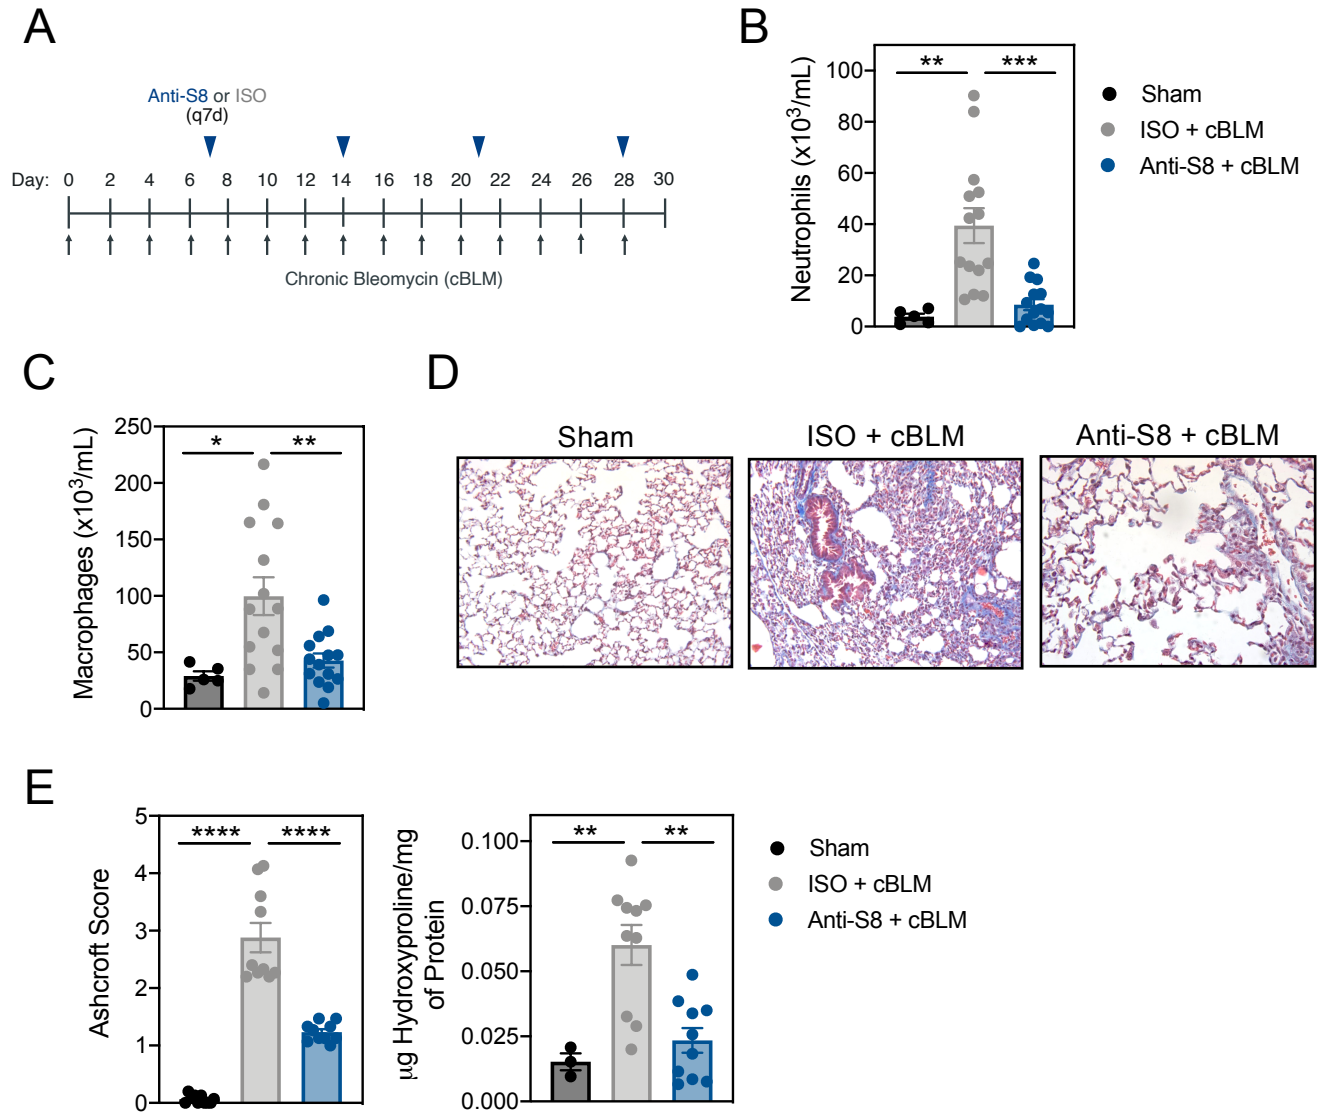 A
Anti-S8 or ISO
(q7d)
Day: 0 2 4 6 8 10 12 14 16 18 20 22 24 26 28 30
Chronic Bleomycin (cBLM)
B
Neutrophils (x10³/mL)
100
80
60
40
20
0
** ***
Sham
ISO + cBLM
Anti-S8 + cBLM
C
Macrophages (x10³/mL)
250
200
150
100
50
0
* **
D
Sham ISO + cBLM Anti-S8 + cBLM
E
Ashcroft Score
5
4
3
2
1
0
**** ****
µg Hydroxyproline/mg
of Protein
0.100
0.075
0.050
0.025
0.000
** **
Sham
ISO + cBLM
Anti-S8 + cBLM